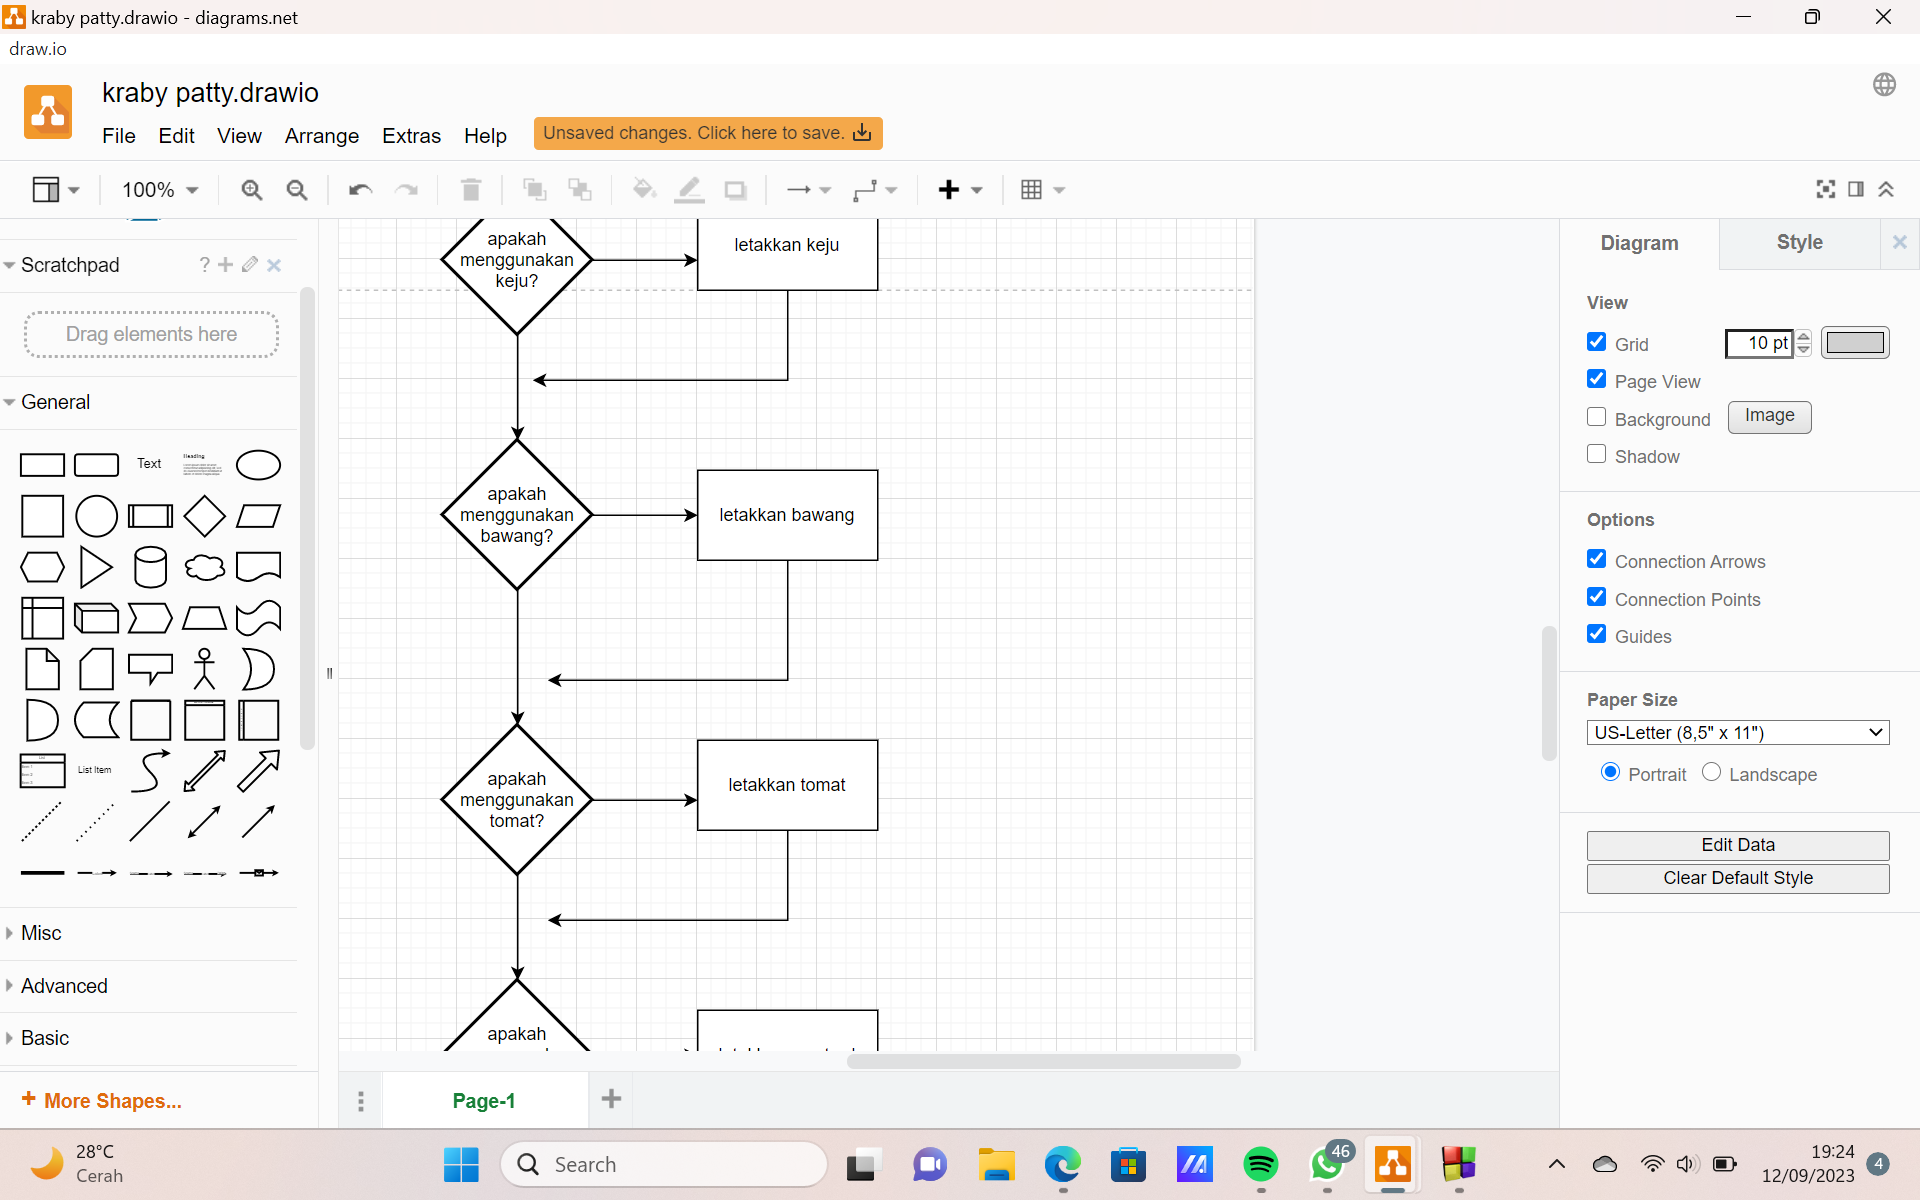 kraby patty.drawio - diagrams.net
draw.io
kraby patty.drawio
File Edit View Arrange Extras Help
Unsaved changes. Click here to save.
100%
Scratchpad
?
Drag elements here
General
Text
Heading
List Item
Misc
Advanced
Basic
+ More Shapes...
apakah
menggunakan
keju?
letakkan keju
apakah
menggunakan
bawang?
letakkan bawang
apakah
menggunakan
tomat?
letakkan tomat
apakah
Page-1
Diagram
Style
View
Grid
10 pt
Page View
Background
Image
Shadow
Options
Connection Arrows
Connection Points
Guides
Paper Size
US-Letter (8,5" x 11")
Portrait
Landscape
Edit Data
Clear Default Style
28°C
Cerah
Search
46
19:24
12/09/2023
4